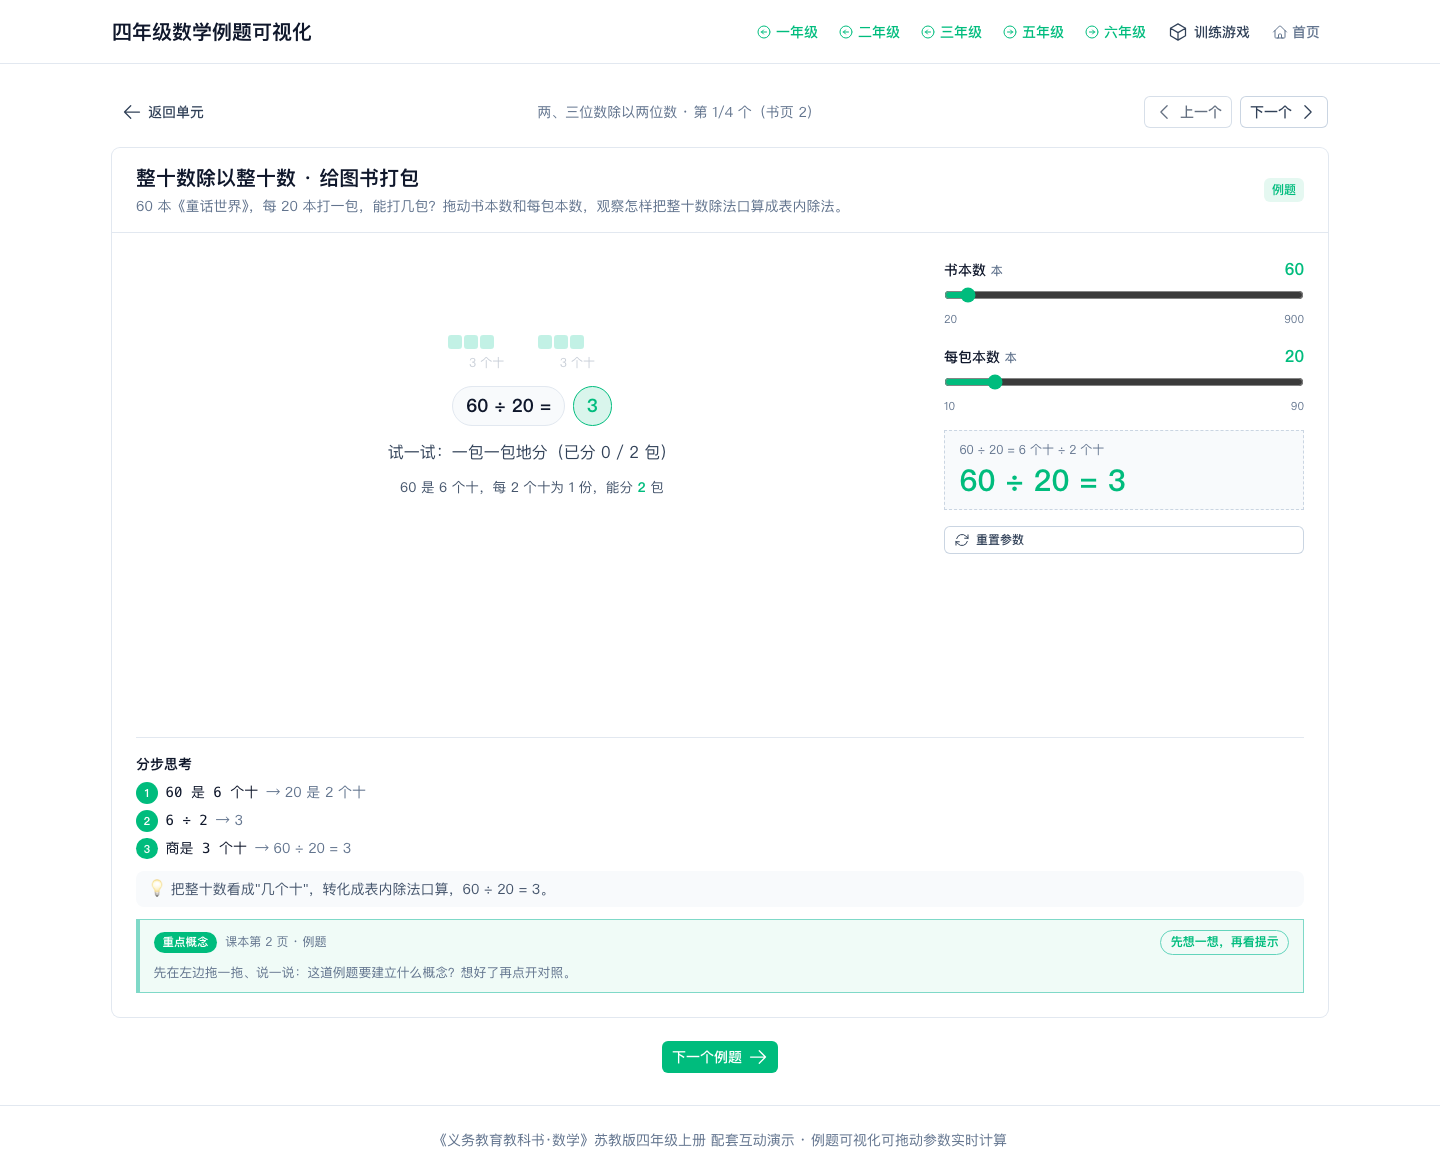 四年级数学例题可视化
一年级 二年级 三年级 五年级 六年级 训练游戏 首页
返回单元
两、三位数除以两位数 · 第 1/4 个（书页 2）
上一个 下一个
整十数除以整十数 · 给图书打包
60 本《童话世界》，每 20 本打一包，能打几包？拖动书本数和每包本数，观察怎样把整十数除法口算成表内除法。
例题
3 个十 3 个十
60 ÷ 20 = 3
试一试：一包一包地分（已分 0 / 2 包）
60 是 6 个十，每 2 个十为 1 份，能分 2 包
书本数 本 60
20 900
每包本数 本 20
10 90
60 ÷ 20 = 6 个十 ÷ 2 个十
60 ÷ 20 = 3
重置参数
分步思考
1 60 是 6 个十 → 20 是 2 个十
2 6 ÷ 2 → 3
3 商是 3 个十 → 60 ÷ 20 = 3
把整十数看成"几个十"，转化成表内除法口算，60 ÷ 20 = 3。
重点概念 课本第 2 页 · 例题
先想一想，再看提示
先在左边拖一拖、说一说：这道例题要建立什么概念？想好了再点开对照。
下一个例题 →
《义务教育教科书·数学》苏教版四年级上册 配套互动演示 · 例题可视化可拖动参数实时计算